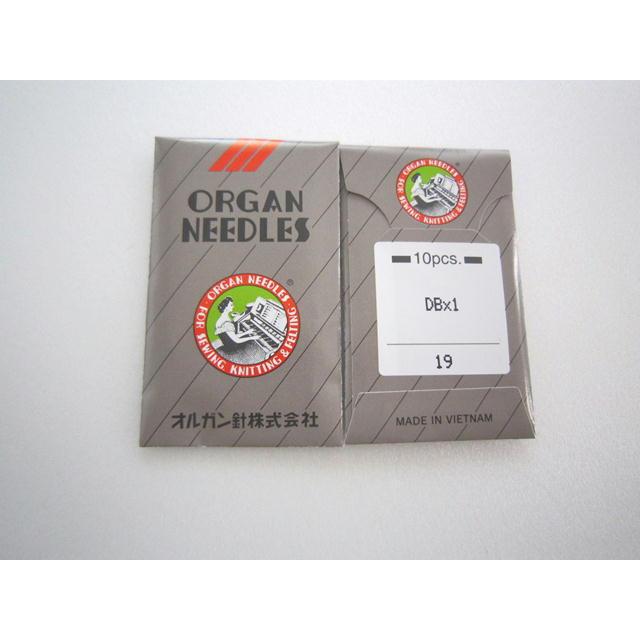 ORGAN
NEEDLES
ORGAN NEEDLES
FOR SEWING, KNITTING & FELTING
®
オルガン針株式会社
ORGAN NEEDLES
FOR SEWING, KNITTING & FELTING
®
10pcs.
DBx1
19
MADE IN VIETNAM